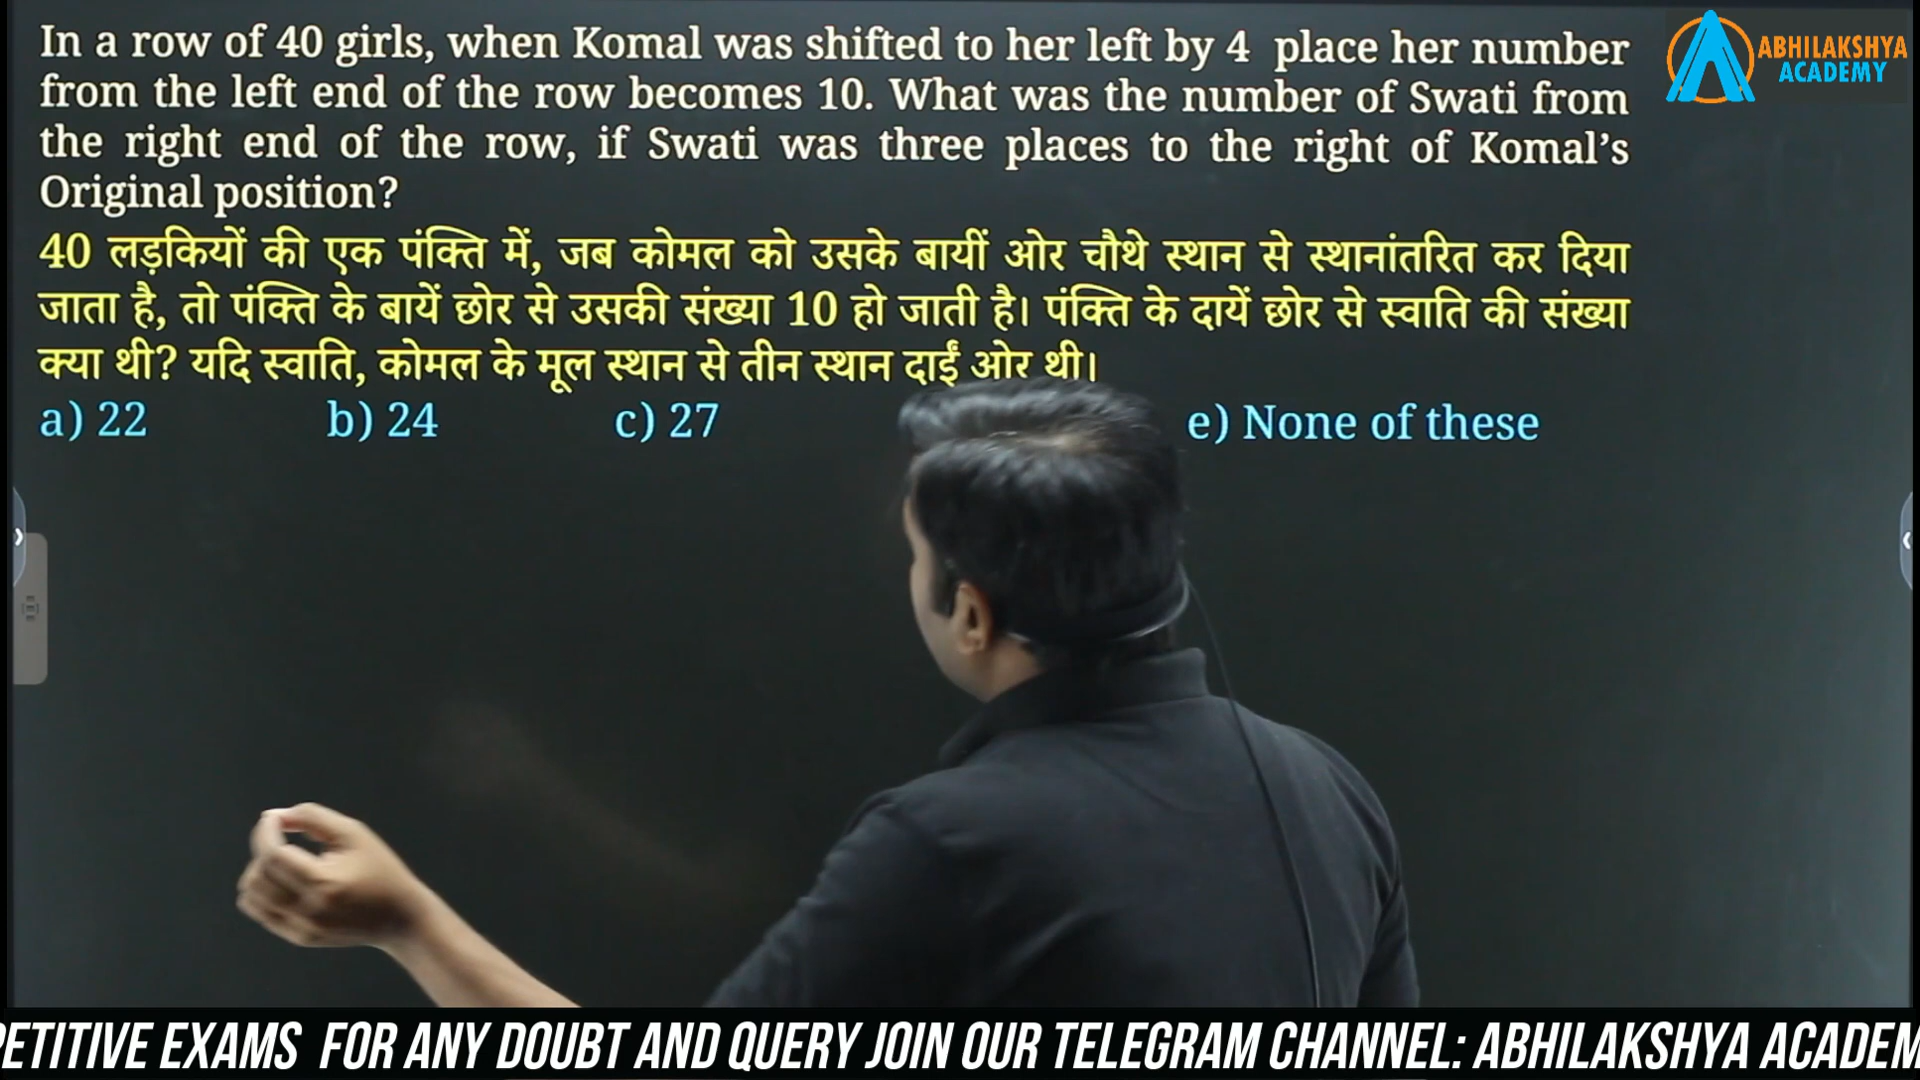 In a row of 40 girls, when Komal was shifted to her left by 4 place her number
from the left end of the row becomes 10. What was the number of Swati from
the right end of the row, if Swati was three places to the right of Komal’s
Original position?
40 लड़कियों की एक पंक्ति में, जब कोमल को उसके बायीं ओर चौथे स्थान से स्थानांतरित कर दिया
जाता है, तो पंक्ति के बायें छोर से उसकी संख्या 10 हो जाती है। पंक्ति के दायें छोर से स्वाति की संख्या
क्या थी? यदि स्वाति, कोमल के मूल स्थान से तीन स्थान दाईं ओर थी।
a) 22 b) 24 c) 27 e) None of these
ABHILAKSHYA
ACADEMY
PETITIVE EXAMS FOR ANY DOUBT AND QUERY JOIN OUR TELEGRAM CHANNEL: ABHILAKSHYA ACADEM